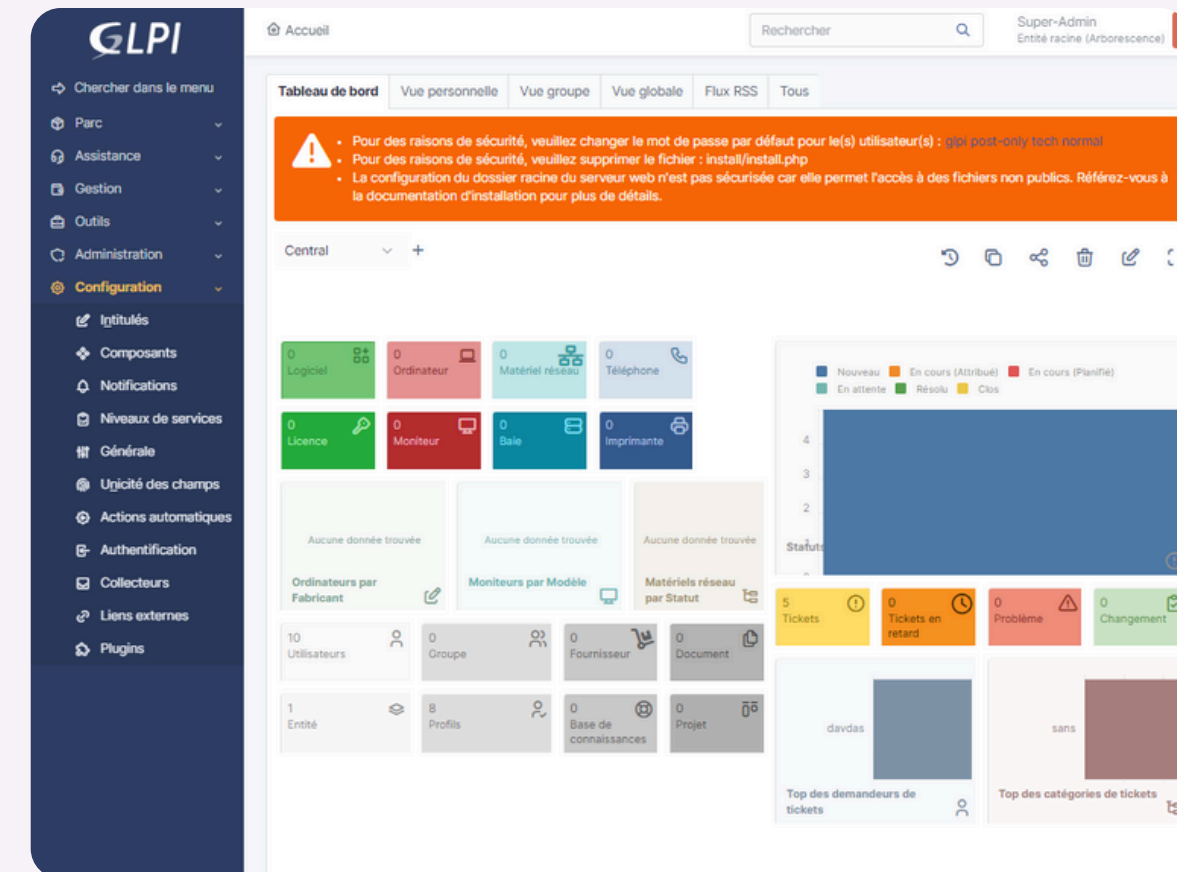 GLPI
Chercher dans le menu
Parc
Assistance
Gestion
Outils
Administration
Configuration
Intitulés
Composants
Notifications
Niveaux de services
Générale
Unicité des champs
Actions automatiques
Authentification
Collecteurs
Liens externes
Plugins
Accueil
Rechercher
Super-Admin
Entité racine (Arborescence)
Tableau de bord Vue personnelle Vue groupe Vue globale Flux RSS Tous
Pour des raisons de sécurité, veuillez changer le mot de passe par défaut pour le(s) utilisateur(s) : glpi post-only tech normal
Pour des raisons de sécurité, veuillez supprimer le fichier : install/install.php
La configuration du dossier racine du serveur web n'est pas sécurisée car elle permet l'accès à des fichiers non publics. Référez-vous à
la documentation d'installation pour plus de détails.
Central
0
Logiciel
0
Ordinateur
0
Matériel réseau
0
Téléphone
0
Licence
0
Moniteur
0
Baie
0
Imprimante
Aucune donnée trouvée
Ordinateurs par
Fabricant
Aucune donnée trouvée
Moniteurs par Modèle
Aucune donnée trouvée
Matériels réseau
par Statut
10
Utilisateurs
0
Groupe
0
Fournisseur
0
Document
1
Entité
8
Profils
0
Base de
connaissances
0
Projet
Nouveau En cours (Attribué) En cours (Planifié)
En attente Résolu Clos
4
3
2
1
Statuts
5
Tickets
0
Tickets en
retard
0
Problème
0
Changement
davdas
Top des demandeurs de
tickets
sans
Top des catégories de tickets